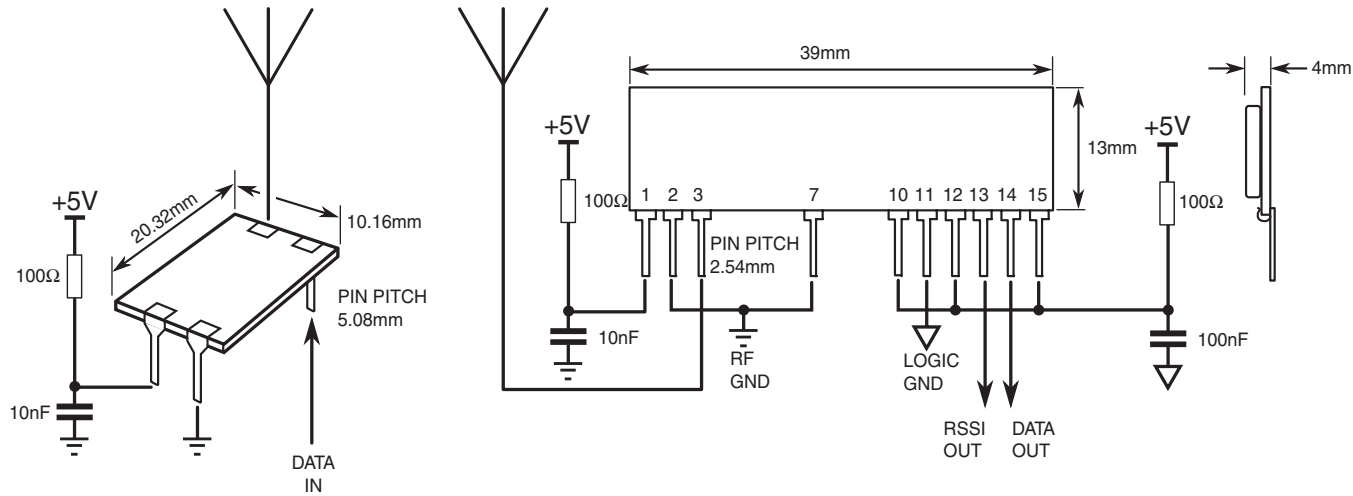 +5V
20.32mm
10.16mm
100Ω
PIN PITCH
5.08mm
10nF
DATA
IN
39mm
4mm
13mm
+5V
100Ω
1 2 3 7 10 11 12 13 14 15
PIN PITCH
2.54mm
10nF
RF
GND
LOGIC
GND
RSSI
OUT
DATA
OUT
+5V
100Ω
100nF